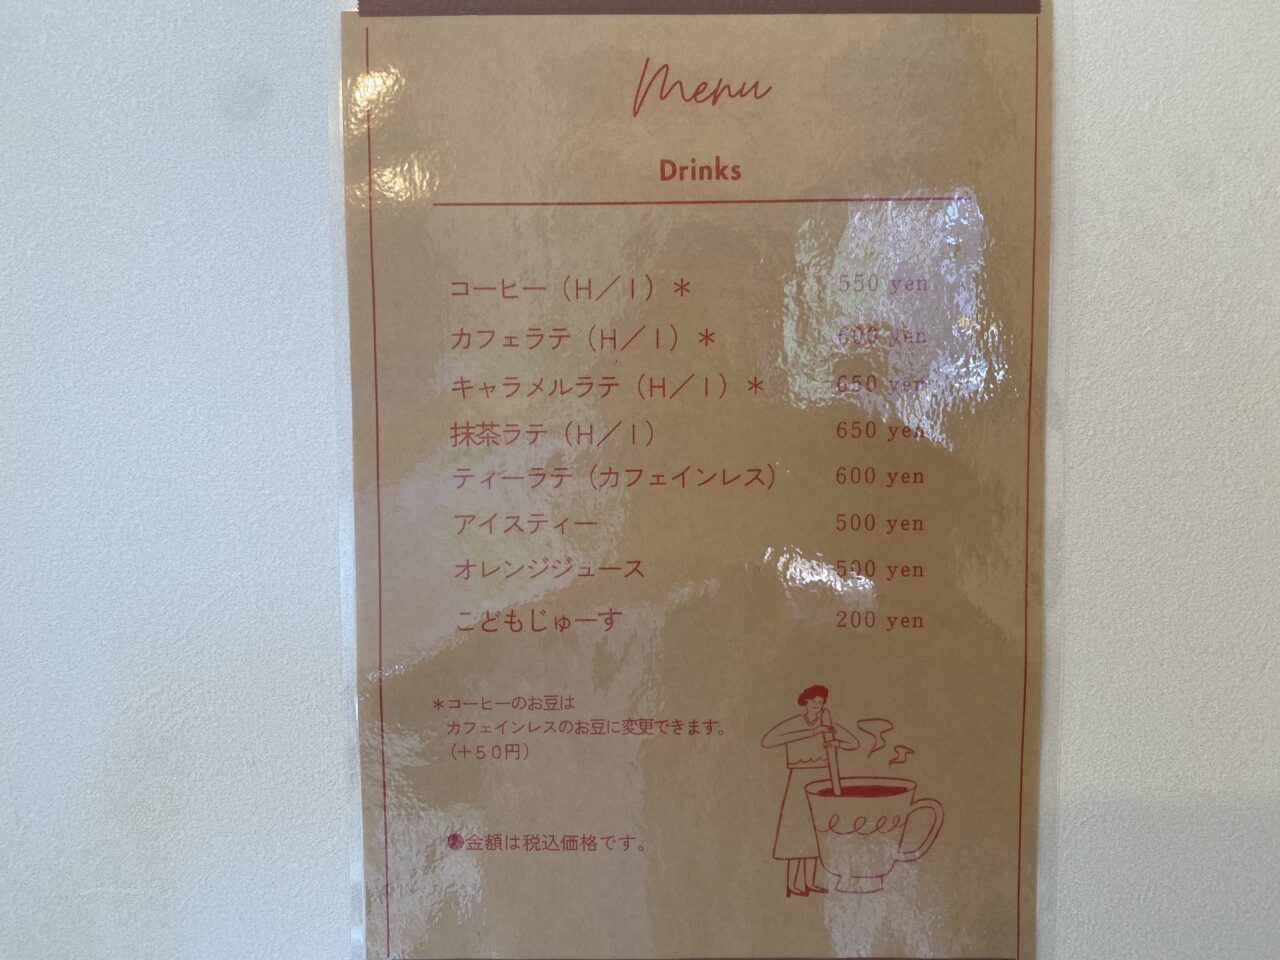 Menu
Drinks
コーヒー（H／I）＊ 550 yen
カフェラテ（H／I）＊ 600 yen
キャラメルラテ（H／I）＊ 650 yen
抹茶ラテ（H／I） 650 yen
ティーラテ（カフェインレス） 600 yen
アイスティー 500 yen
オレンジジュース 500 yen
こどもじゅーす 200 yen
＊コーヒーのお豆は
カフェインレスのお豆に変更できます。
（＋５０円）
●金額は税込価格です。